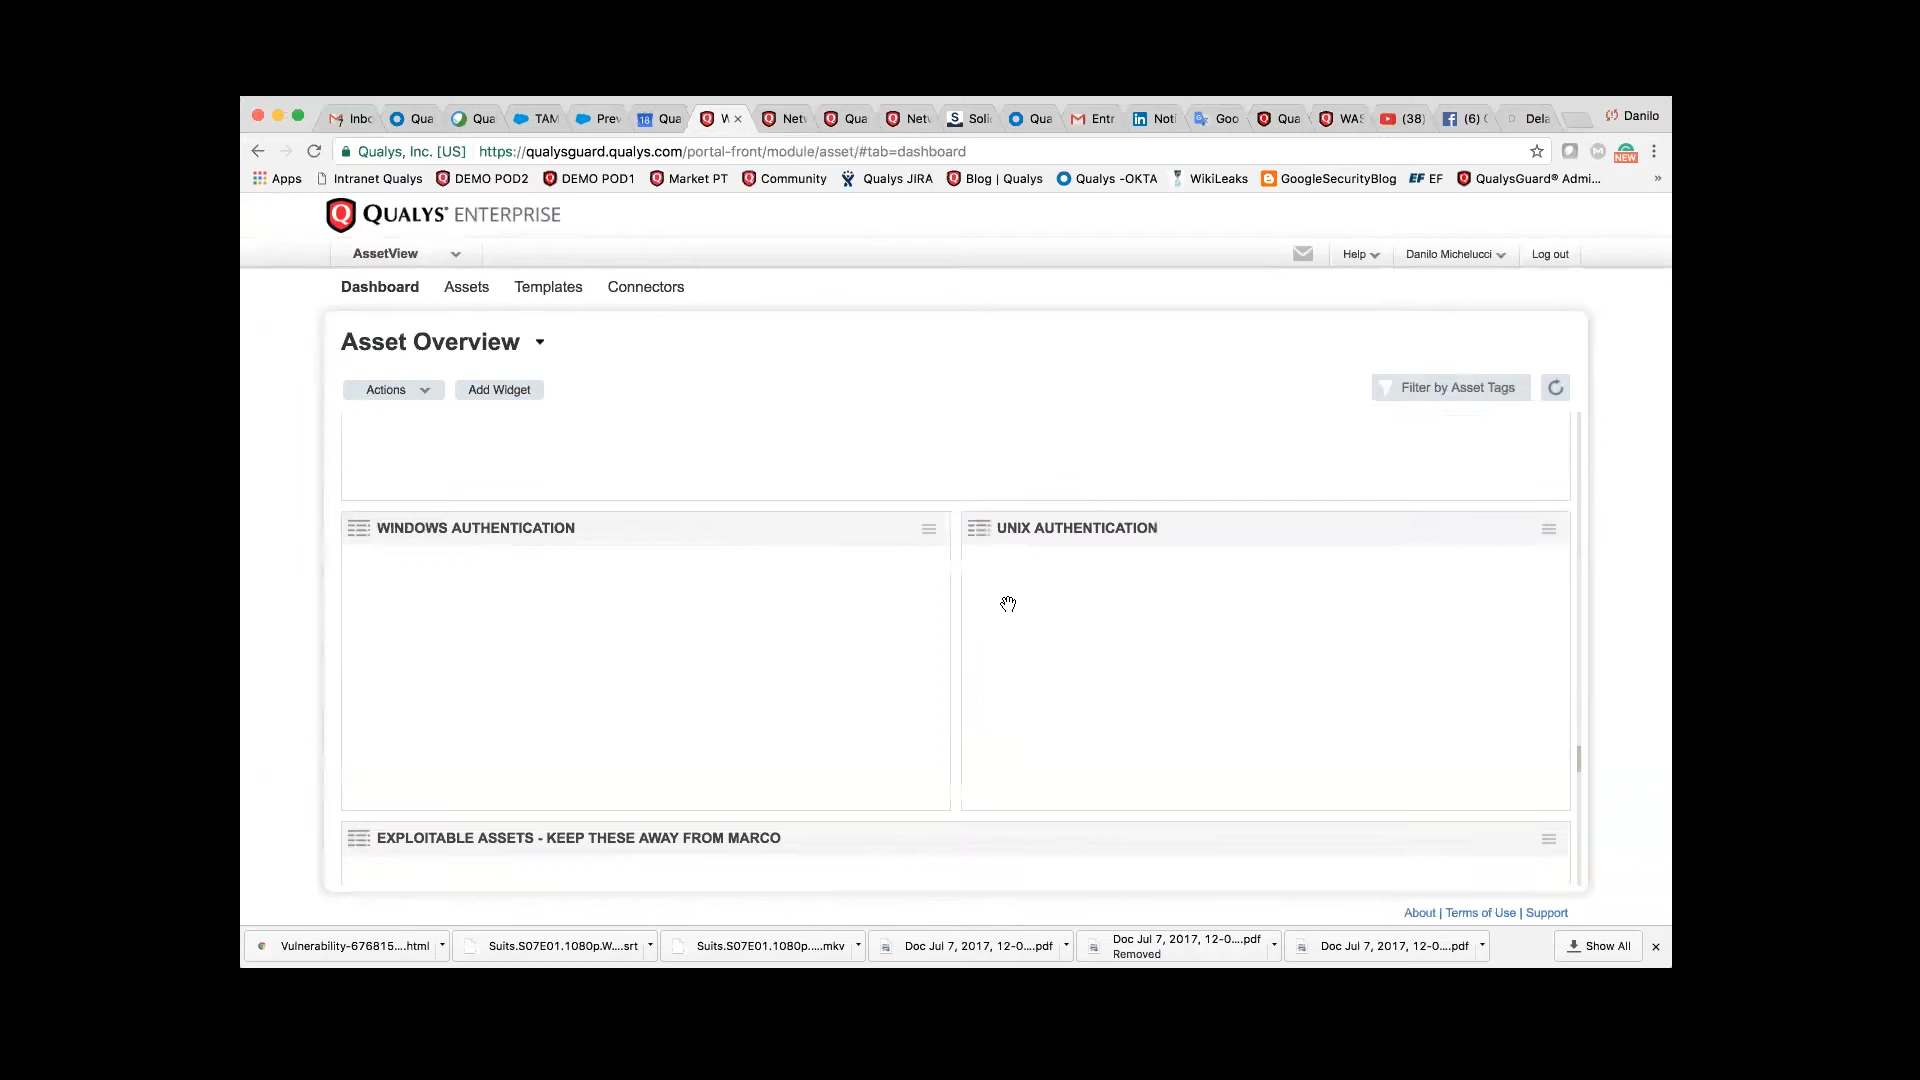 Inbc Qua Qua TAM Prev Qua W Netv Qua Netv Soli Qua Entr Noti Goo Qua WAS (38) (6) Dela Danilo
Qualys, Inc. [US] https://qualysguard.qualys.com/portal-front/module/asset/#tab=dashboard
NEW
Apps Intranet Qualys DEMO POD2 DEMO POD1 Market PT Community Qualys JIRA Blog | Qualys Qualys -OKTA WikiLeaks GoogleSecurityBlog EF EF QualysGuard® Admi... »
QUALYS® ENTERPRISE
AssetView Help Danilo Michelucci Log out
Dashboard Assets Templates Connectors
Asset Overview
Actions Add Widget Filter by Asset Tags
WINDOWS AUTHENTICATION UNIX AUTHENTICATION
EXPLOITABLE ASSETS - KEEP THESE AWAY FROM MARCO
About | Terms of Use | Support
Vulnerability-676815....html Suits.S07E01.1080p.W....srt Suits.S07E01.1080p.....mkv Doc Jul 7, 2017, 12-0....pdf Doc Jul 7, 2017, 12-0....pdf Doc Jul 7, 2017, 12-0....pdf Show All
Removed